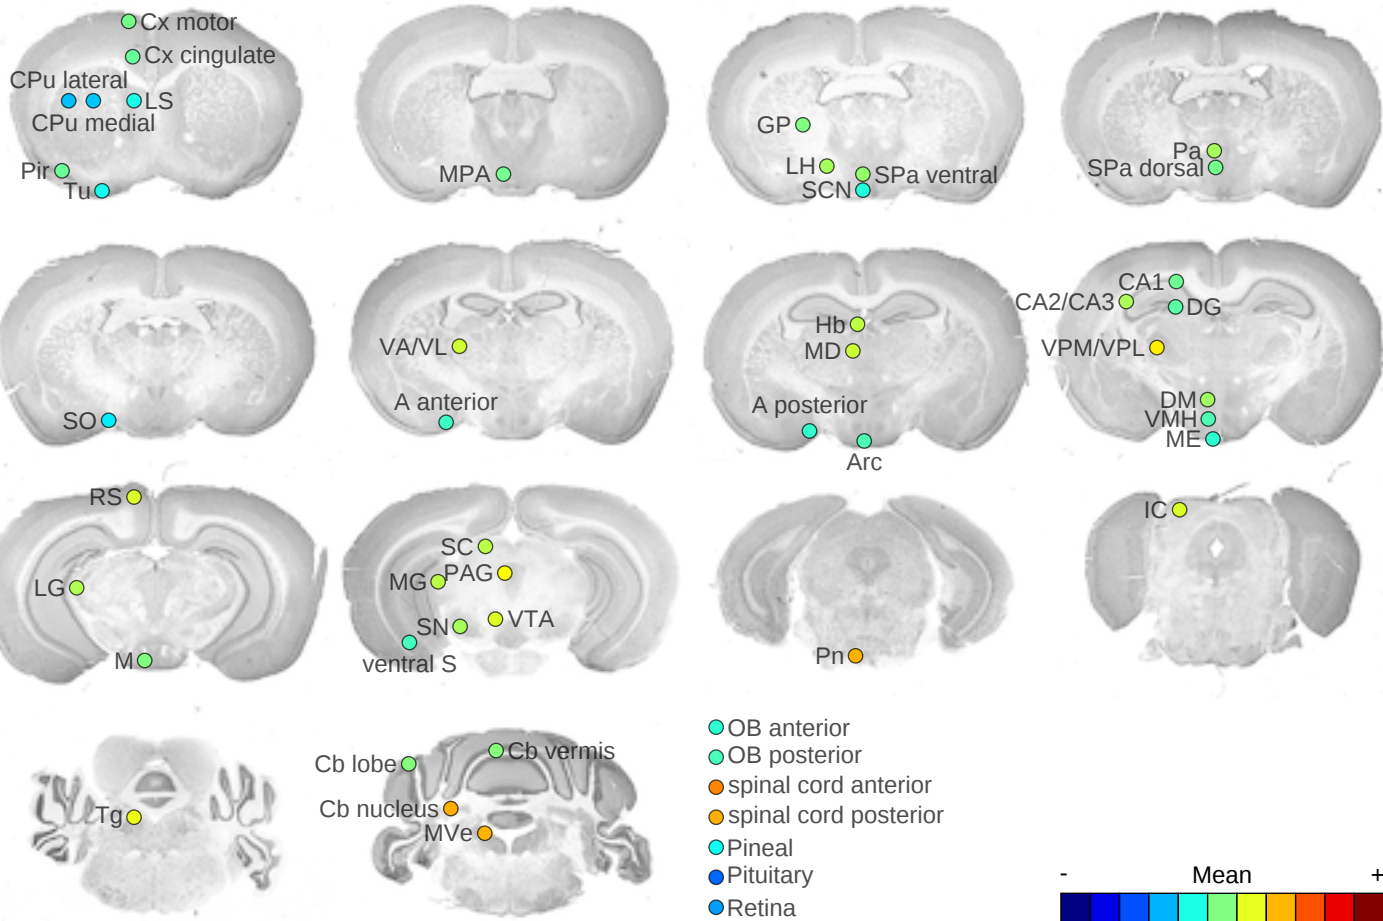 Cx motor
Cx cingulate
CPu lateral
LS
CPu medial
Pir
Tu
MPA
GP
LH
SPa ventral
SCN
Pa
SPa dorsal
SO
VA/VL
A anterior
Hb
MD
A posterior
Arc
CA1
CA2/CA3
DG
VPM/VPL
DM
VMH
ME
RS
LG
M
SC
MG
PAG
SN
VTA
ventral S
Pn
IC
Tg
Cb lobe
Cb vermis
Cb nucleus
MVe
OB anterior
OB posterior
spinal cord anterior
spinal cord posterior
Pineal
Pituitary
Retina
- Mean +